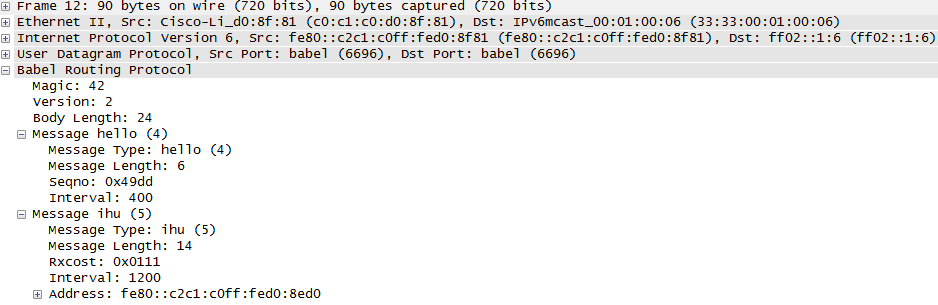 Frame 12: 90 bytes on wire (720 bits), 90 bytes captured (720 bits)
Ethernet II, Src: Cisco-Li_d0:8f:81 (c0:c1:c0:d0:8f:81), Dst: IPv6mcast_00:01:00:06 (33:33:00:01:00:06)
Internet Protocol Version 6, Src: fe80::c2c1:c0ff:fed0:8f81 (fe80::c2c1:c0ff:fed0:8f81), Dst: ff02::1:6 (ff02::1:6)
User Datagram Protocol, Src Port: babel (6696), Dst Port: babel (6696)
Babel Routing Protocol
Magic: 42
Version: 2
Body Length: 24
Message hello (4)
Message Type: hello (4)
Message Length: 6
Seqno: 0x49dd
Interval: 400
Message ihu (5)
Message Type: ihu (5)
Message Length: 14
Rxcost: 0x0111
Interval: 1200
Address: fe80::c2c1:c0ff:fed0:8ed0